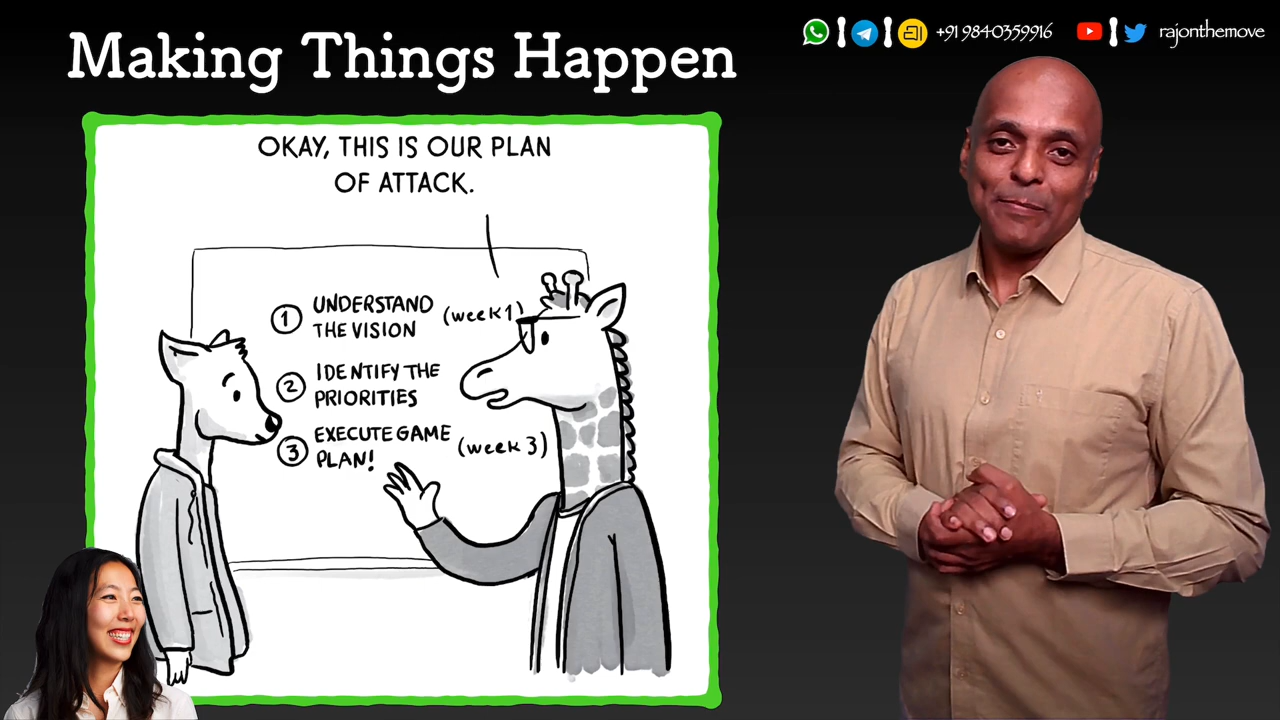 Making Things Happen
+91 9840359916
rajonthemove
OKAY, THIS IS OUR PLAN
OF ATTACK.
1 UNDERSTAND
THE VISION (week 1)
2 IDENTIFY THE
PRIORITIES
3 EXECUTE GAME
PLAN! (week 3)